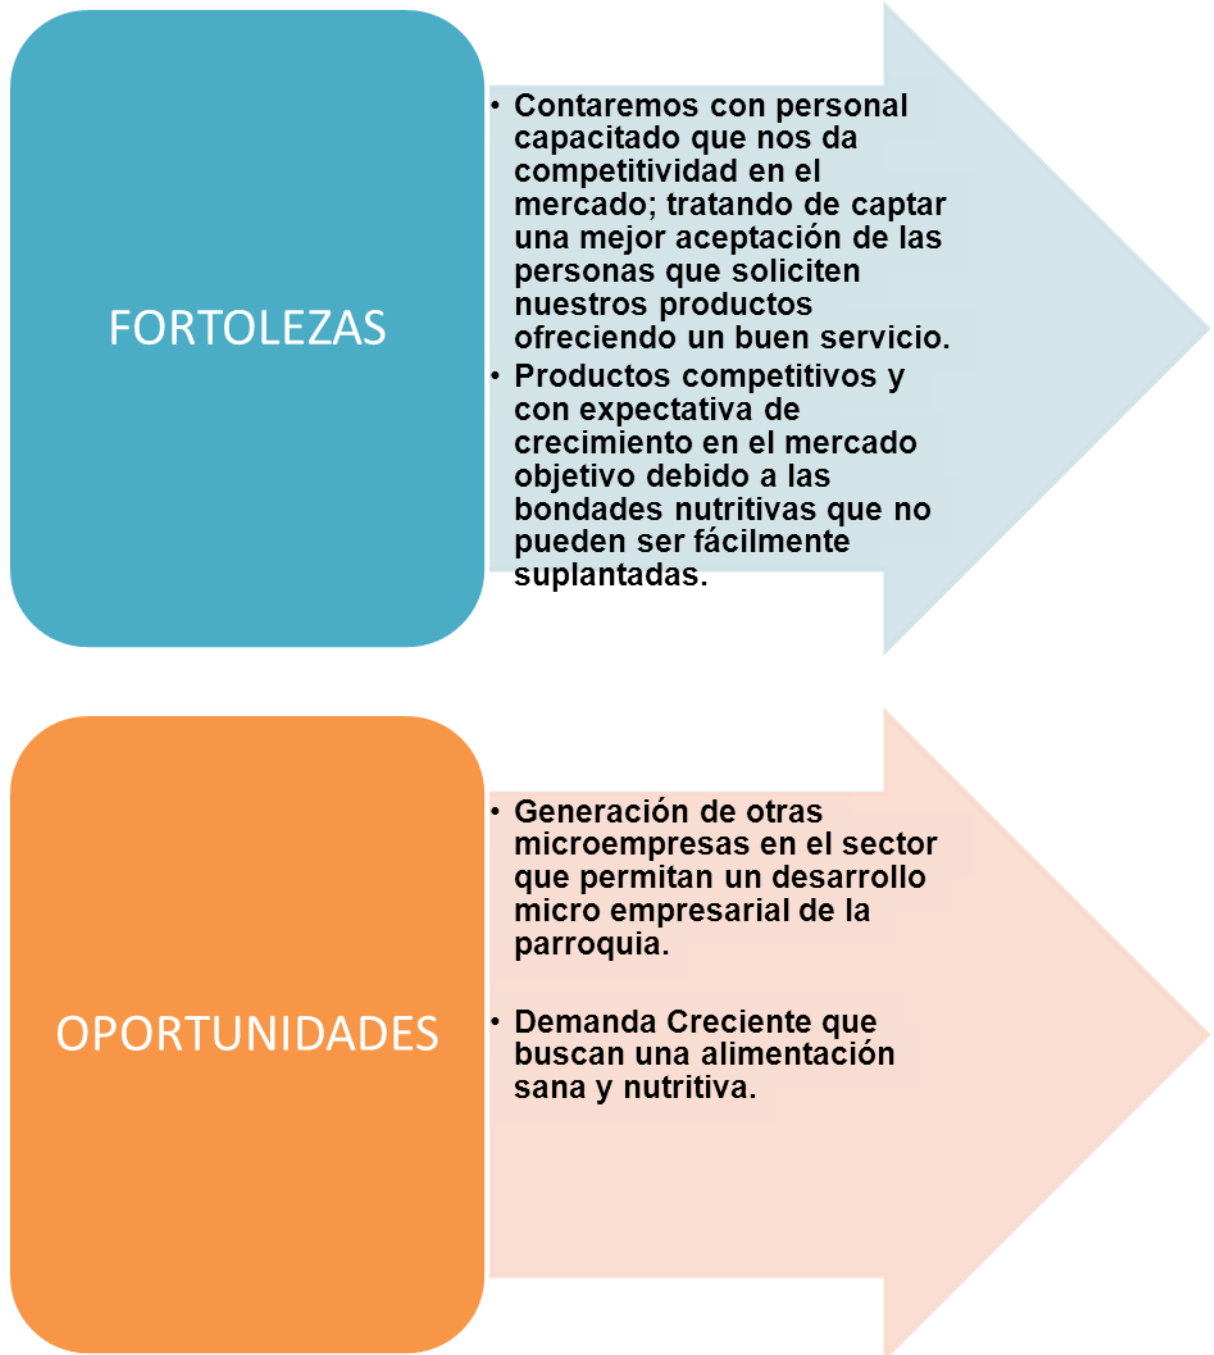 FORTOLEZAS
• Contaremos con personal
capacitado que nos da
competitividad en el
mercado; tratando de captar
una mejor aceptación de las
personas que soliciten
nuestros productos
ofreciendo un buen servicio.
• Productos competitivos y
con expectativa de
crecimiento en el mercado
objetivo debido a las
bondades nutritivas que no
pueden ser fácilmente
suplantadas.
OPORTUNIDADES
• Generación de otras
microempresas en el sector
que permitan un desarrollo
micro empresarial de la
parroquia.
• Demanda Creciente que
buscan una alimentación
sana y nutritiva.